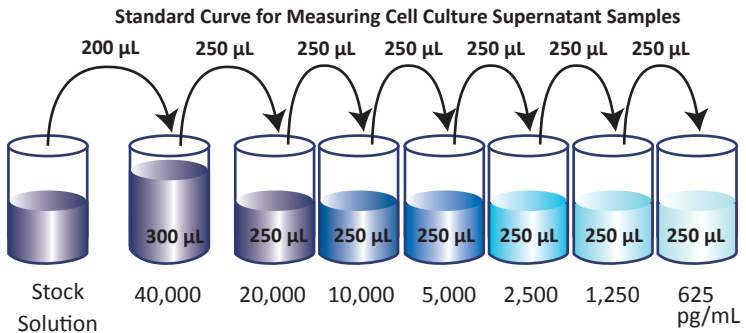 Standard Curve for Measuring Cell Culture Supernatant Samples
200 µL 250 µL 250 µL 250 µL 250 µL 250 µL 250 µL
300 µL 250 µL 250 µL 250 µL 250 µL 250 µL 250 µL
Stock 40,000 20,000 10,000 5,000 2,500 1,250 625
Solution pg/mL